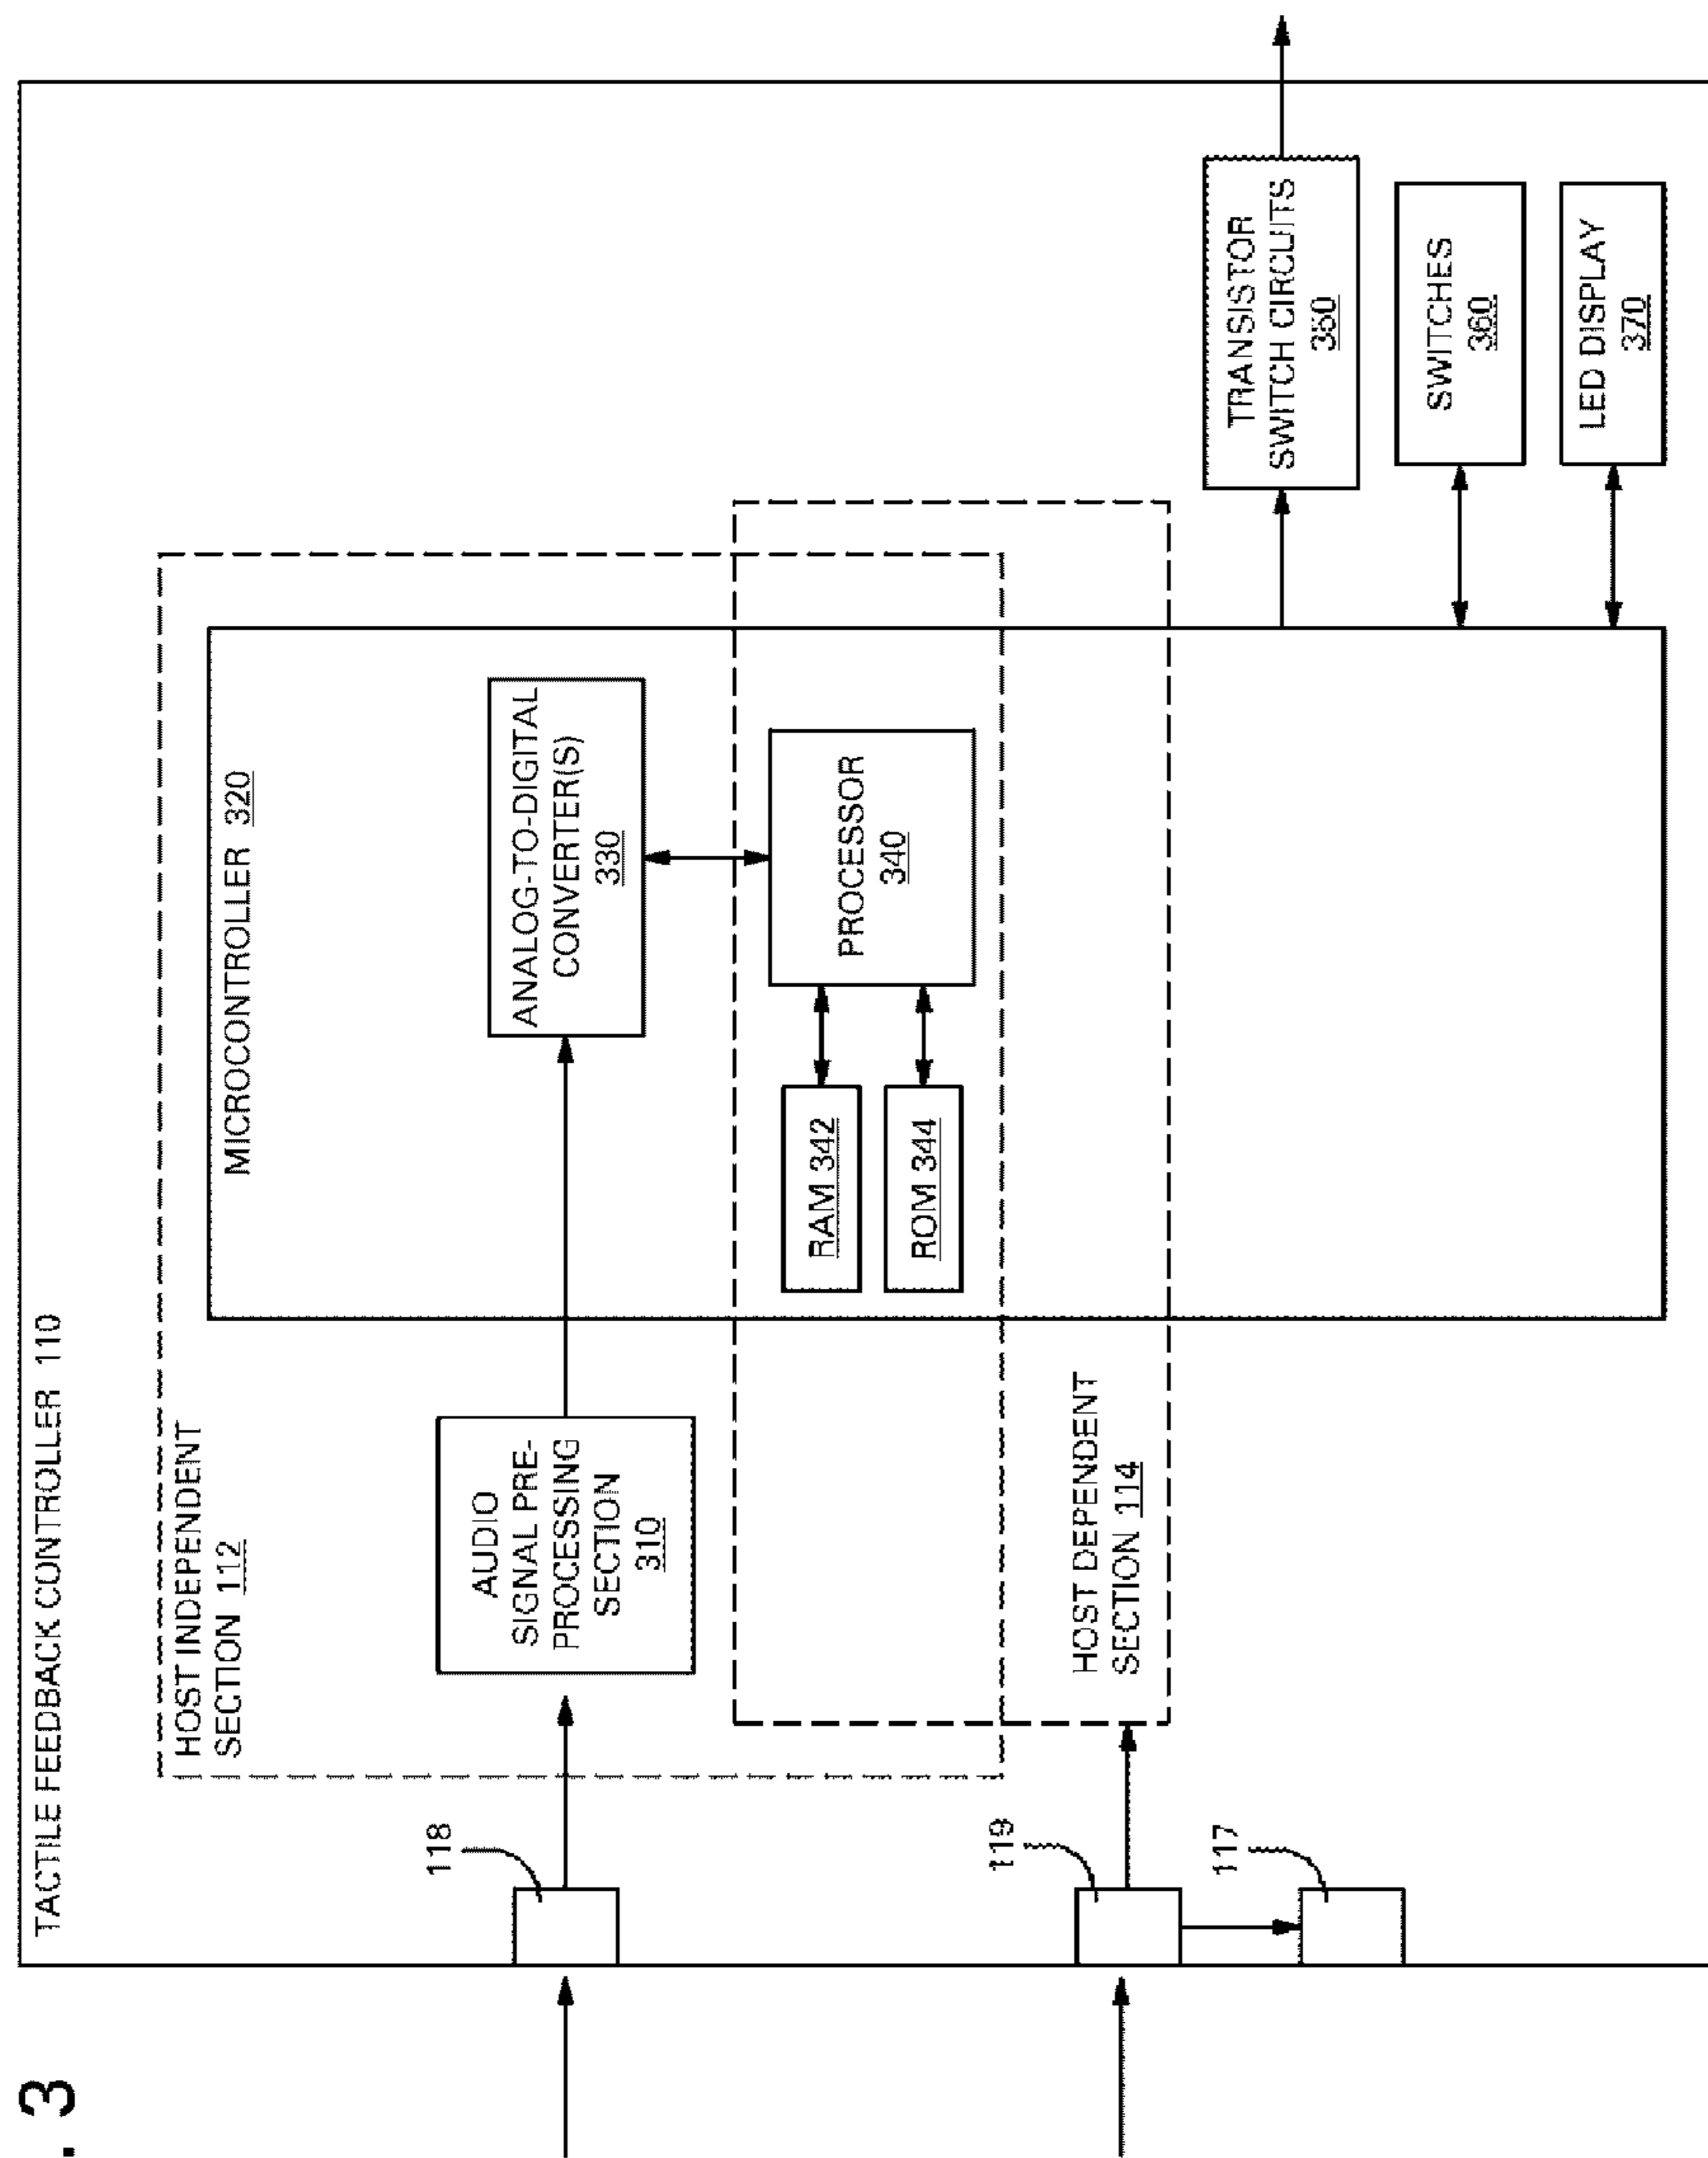 . 3
TACTILE FEEDBACK CONTROLLER 110
HOST INDEPENDENT
SECTION 112
MICROCONTROLLER 320
118
AUDIO
SIGNAL PRE-
PROCESSING
SECTION
310
ANALOG-TO-DIGITAL
CONVERTER(S)
330
RAM 342
ROM 344
PROCESSOR
340
119
HOST DEPENDENT
SECTION 114
117
TRANSISTOR
SWITCH CIRCUITS
350
SWITCHES
360
LED DISPLAY
370